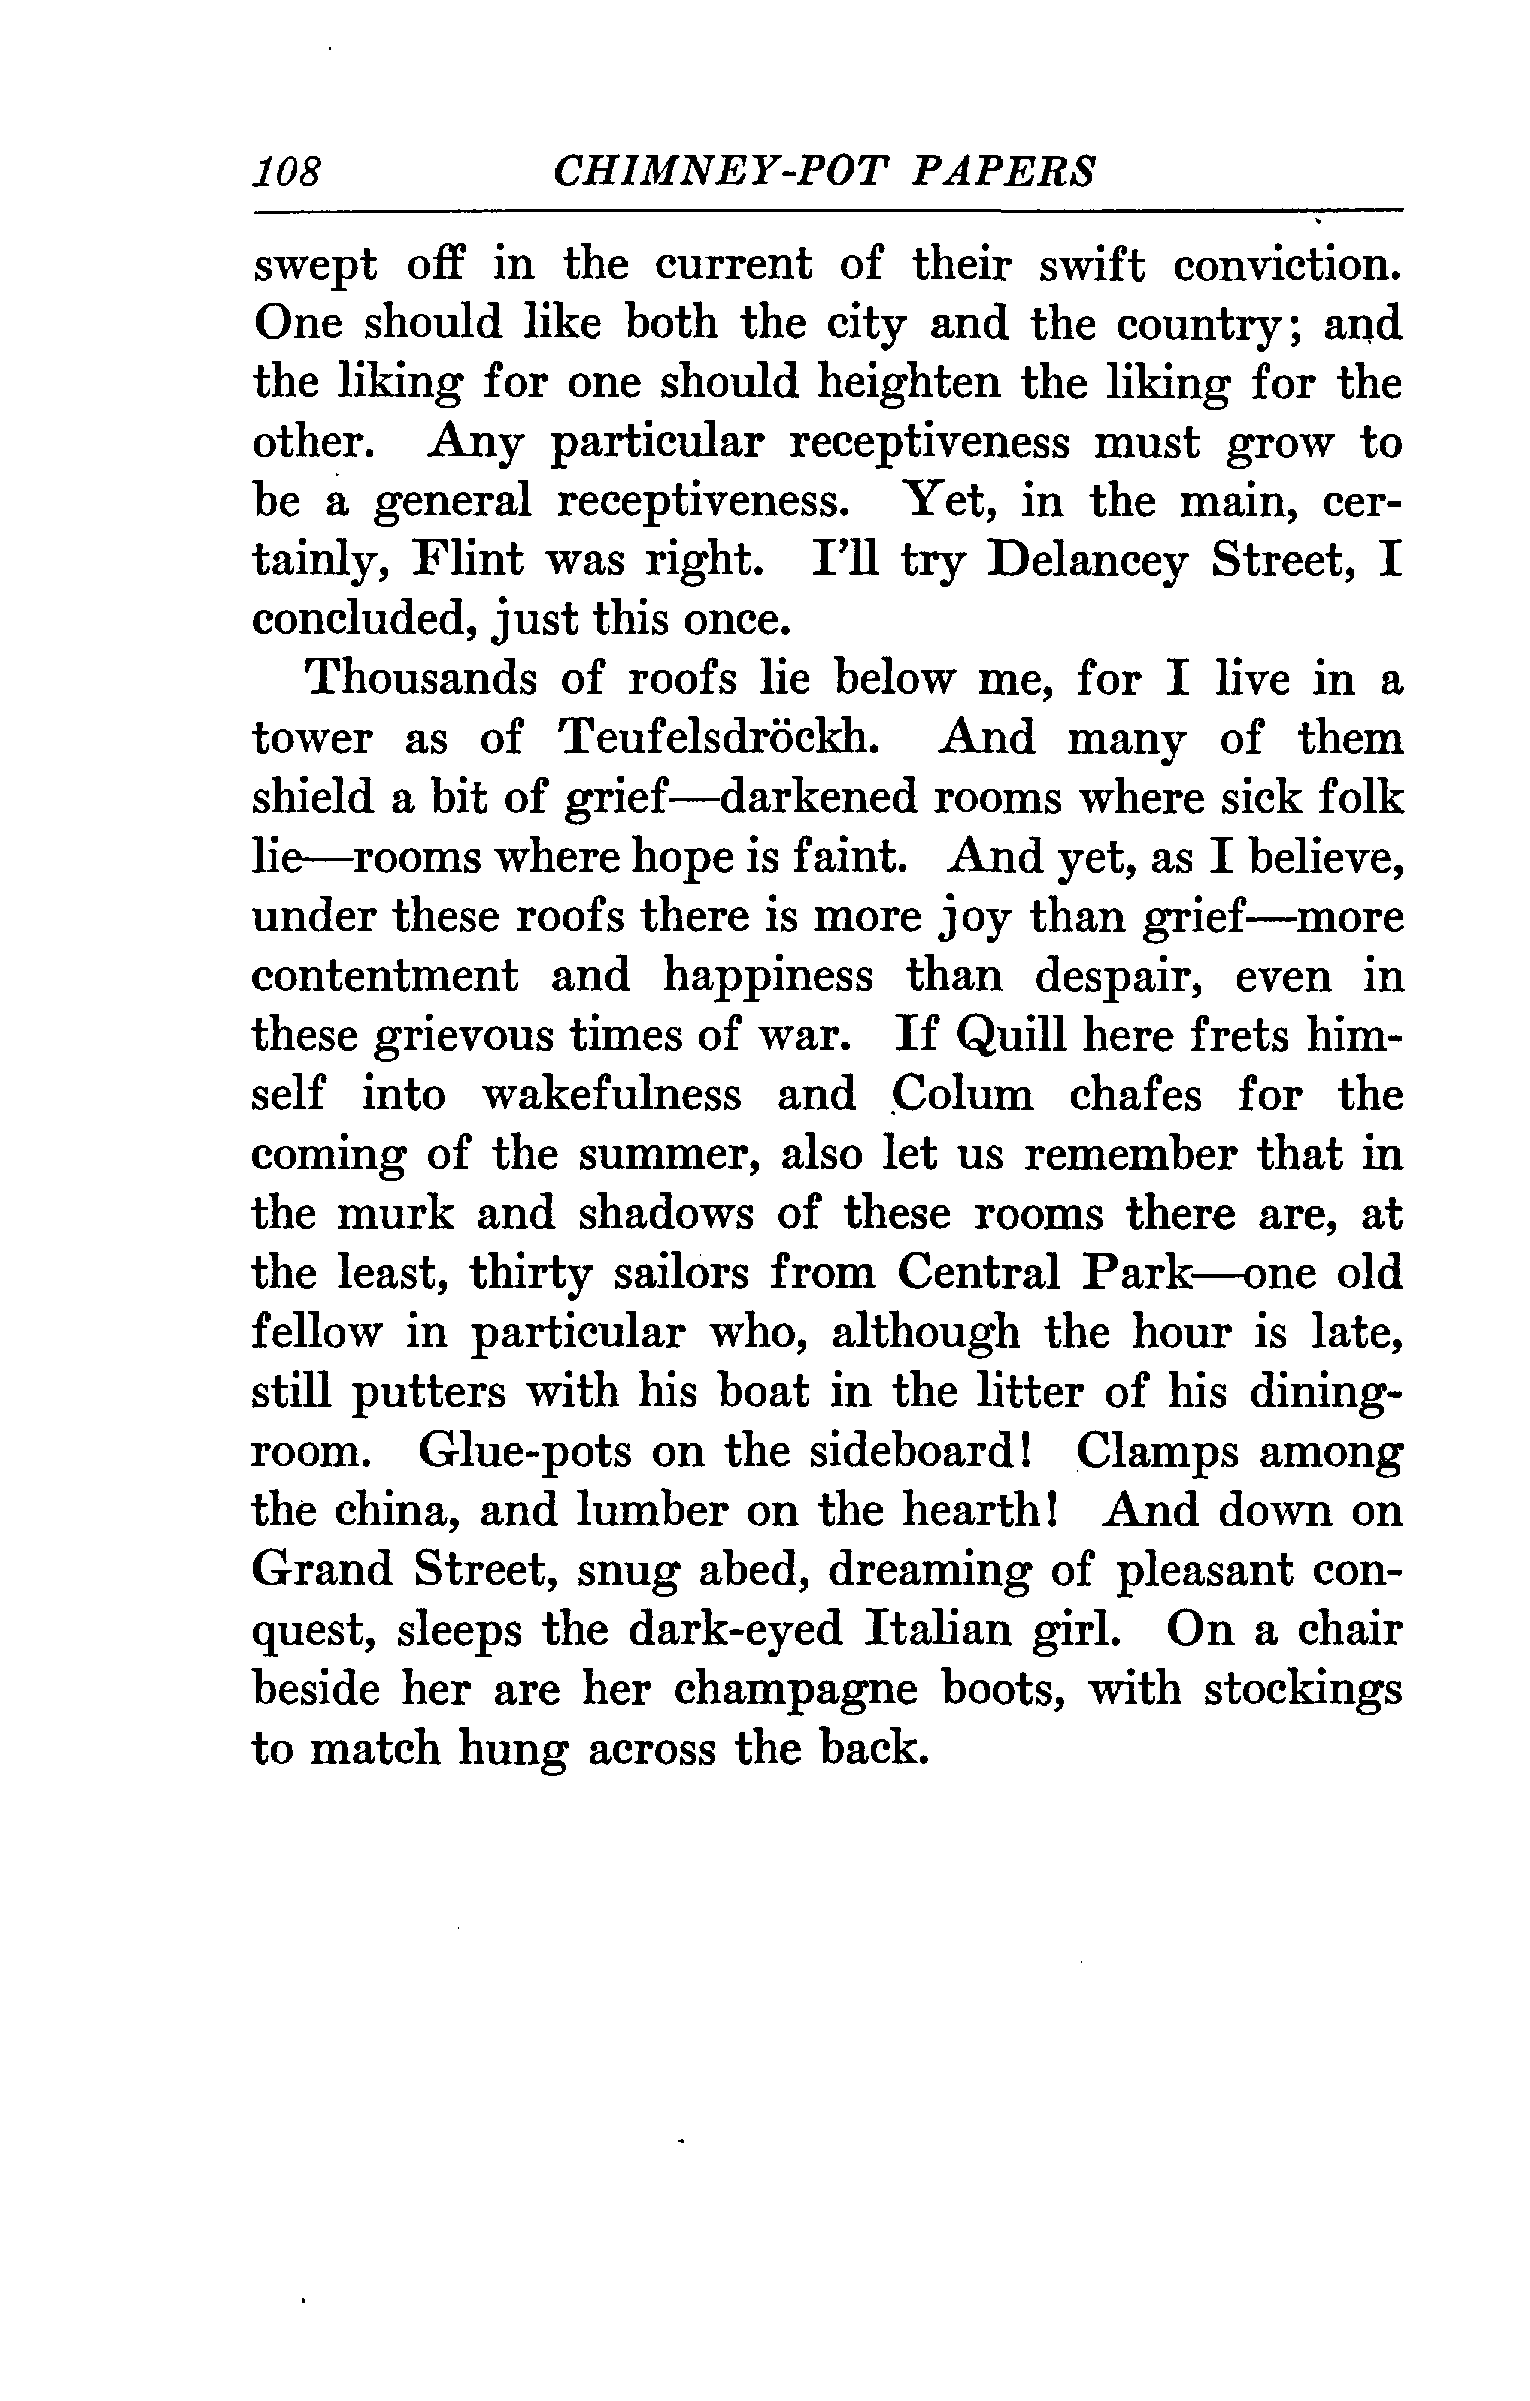 108 CHIMNEY-POT PAPERS
swept off in the current of their swift conviction.
One should like both the city and the country; and
the liking for one should heighten the liking for the
other. Any particular receptiveness must grow to
be a general receptiveness. Yet, in the main, cer-
tainly, Flint was right. I'll try Delancey Street, I
concluded, just this once.
Thousands of roofs lie below me, for I live in a
tower as of Teufelsdröckh. And many of them
shield a bit of grief—darkened rooms where sick folk
lie—rooms where hope is faint. And yet, as I believe,
under these roofs there is more joy than grief—more
contentment and happiness than despair, even in
these grievous times of war. If Quill here frets him-
self into wakefulness and Colum chafes for the
coming of the summer, also let us remember that in
the murk and shadows of these rooms there are, at
the least, thirty sailors from Central Park—one old
fellow in particular who, although the hour is late,
still putters with his boat in the litter of his dining-
room. Glue-pots on the sideboard! Clamps among
the china, and lumber on the hearth! And down on
Grand Street, snug abed, dreaming of pleasant con-
quest, sleeps the dark-eyed Italian girl. On a chair
beside her are her champagne boots, with stockings
to match hung across the back.